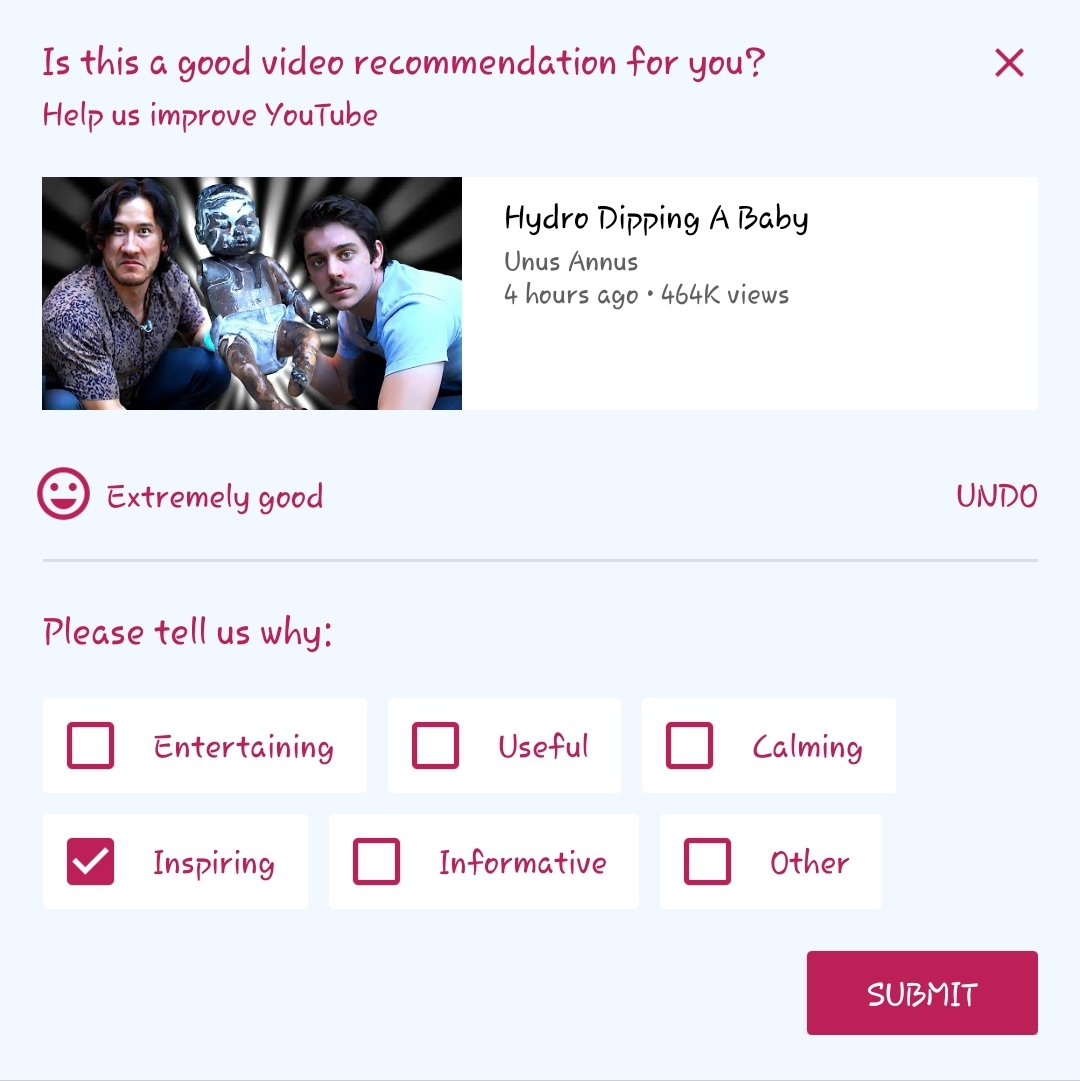 Is this a good video recommendation for you?
Help us improve YouTube
Hydro Dipping A Baby
Unus Annus
4 hours ago • 464K views
Extremely good
UNDO
Please tell us why:
Entertaining
Useful
Calming
Inspiring
Informative
Other
SUBMIT